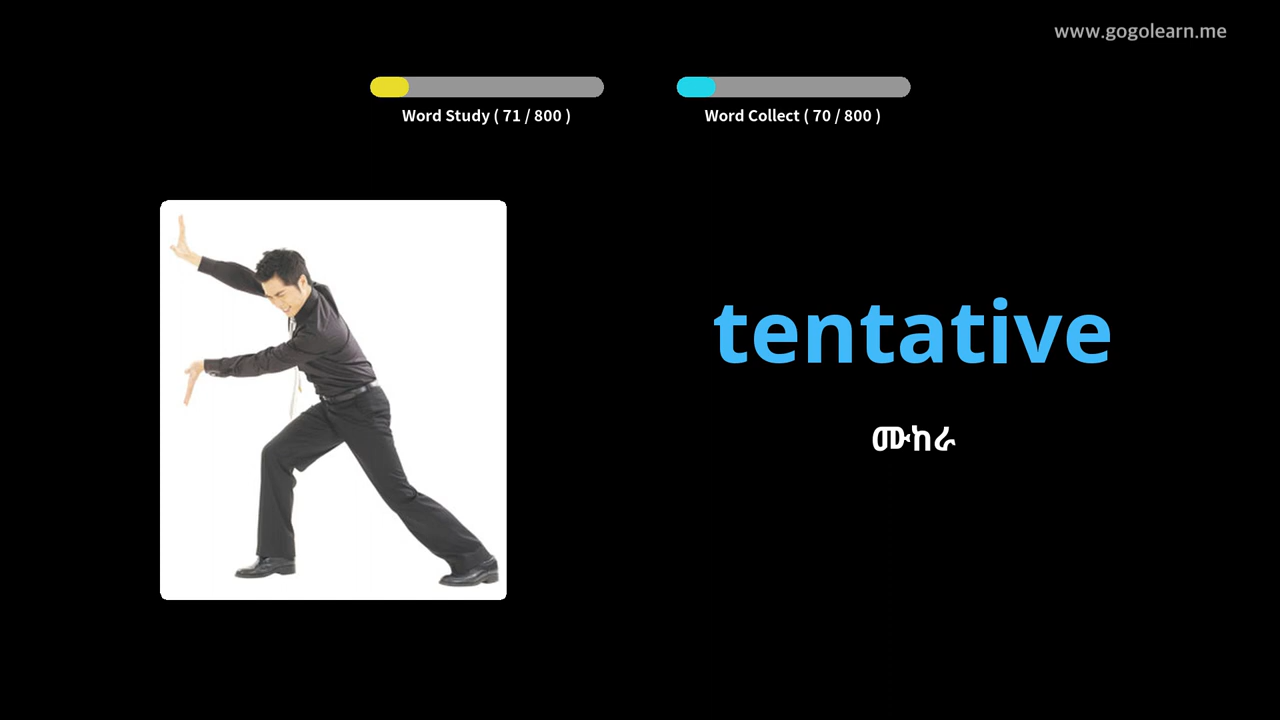 www.gogolearn.me
Word Study ( 71 / 800 )
Word Collect ( 70 / 800 )
tentative
ሙከራ